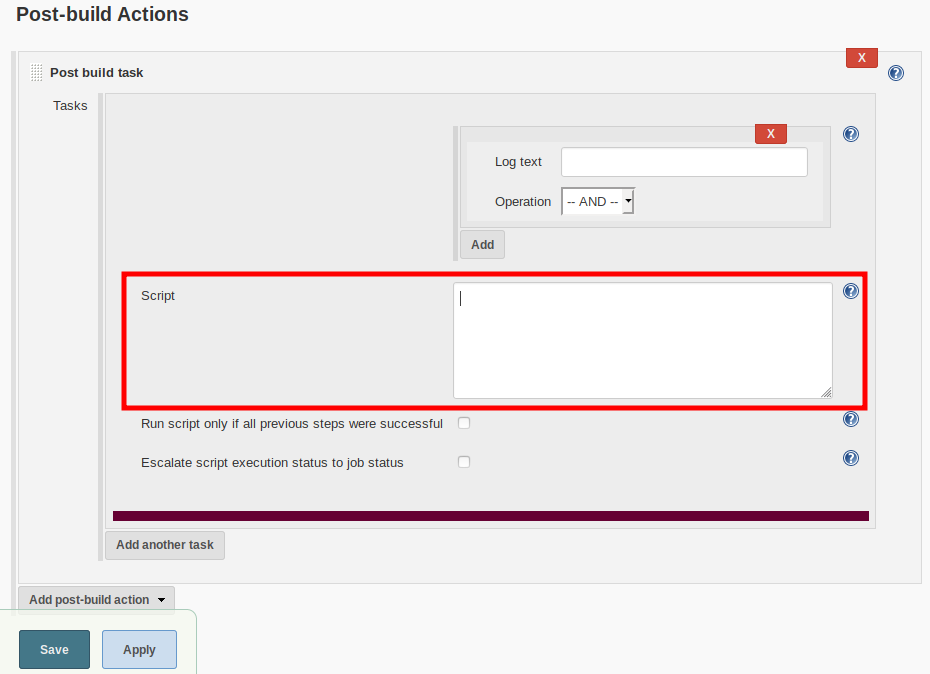 Post-build Actions
X
?
Post build task
Tasks
X
?
Log text
Operation
-- AND --
Add
Script
?
Run script only if all previous steps were successful
?
Escalate script execution status to job status
?
Add another task
Add post-build action
Save
Apply